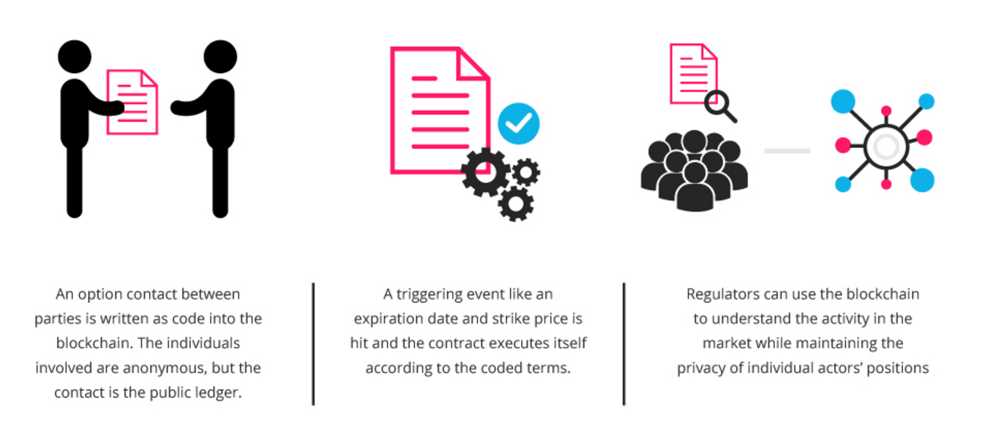 An option contact between
parties is written as code into the
blockchain. The individuals
involved are anonymous, but the
contact is the public ledger.
A triggering event like an
expiration date and strike price is
hit and the contract executes itself
according to the coded terms.
Regulators can use the blockchain
to understand the activity in the
market while maintaining the
privacy of individual actors’ positions